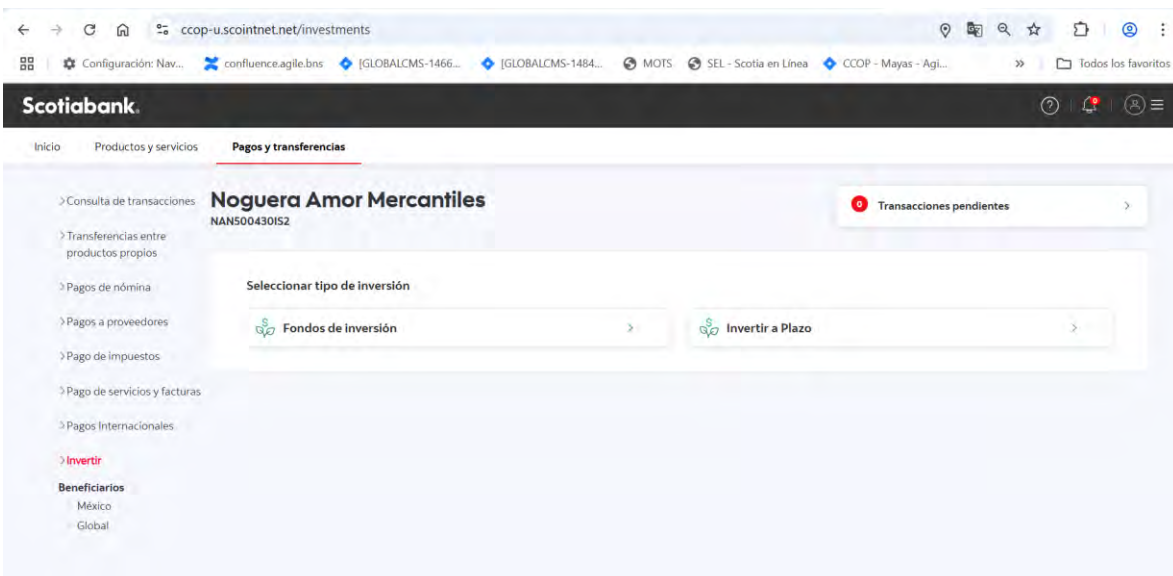 ccop-u.scointnet.net/investments
Configuración: Nav... confluence.agile.bns [GLOBALCMS-1466... [GLOBALCMS-1484... MOTS SEL - Scotia en Línea CCOP - Mayas - Agi... » Todos los favoritos
Scotiabank.
Inicio Productos y servicios Pagos y transferencias
Consulta de transacciones
Transferencias entre
productos propios
Pagos de nómina
Pagos a proveedores
Pago de impuestos
Pago de servicios y facturas
Pagos Internacionales
Invertir
Beneficiarios
México
Global
Noguera Amor Mercantiles
NAN500430IS2
0 Transacciones pendientes
Seleccionar tipo de inversión
Fondos de inversión
Invertir a Plazo